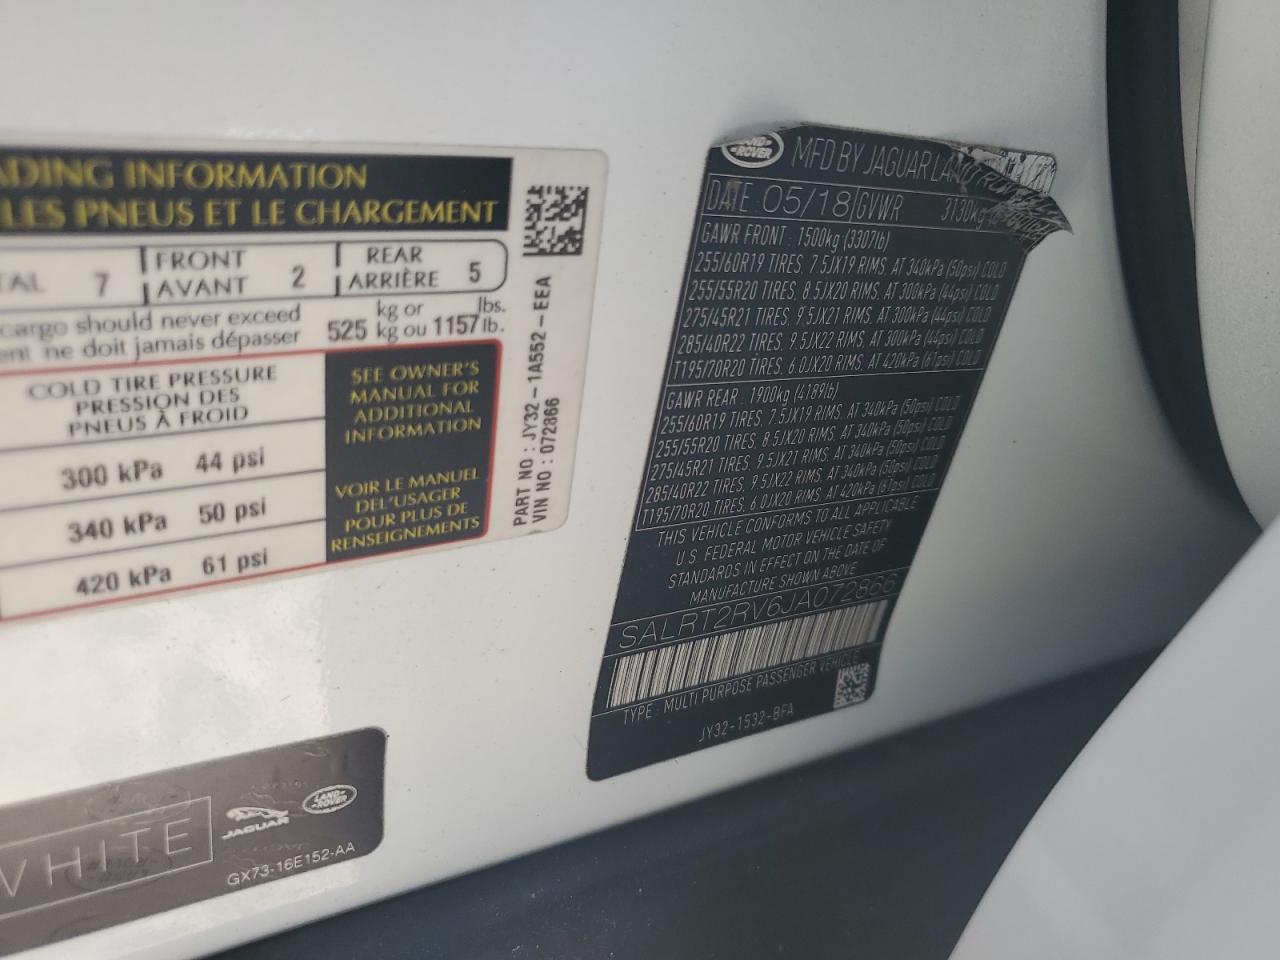 ADING INFORMATION
LES PNEUS ET LE CHARGEMENT
TAL 7 FRONT AVANT 2 REAR ARRIÈRE 5
cargo should never exceed
ent ne doit jamais dépasser
525 kg or kg ou 1157 lbs. lb.
COLD TIRE PRESSURE
PRESSION DES
PNEUS À FROID
300 kPa 44 psi
340 kPa 50 psi
420 kPa 61 psi
SEE OWNER'S
MANUAL FOR
ADDITIONAL
INFORMATION
VOIR LE MANUEL
DEL'USAGER
POUR PLUS DE
RENSEIGNEMENTS
PART NO : JY32-1A552-EEA
VIN NO : 072866
WHITE
JAGUAR
LAND ROVER
GX73-16E152-AA
LAND ROVER
MFD BY JAGUAR LAND
DATE 05/18 GVWR 3130kg
GAWR FRONT : 1500kg (3307lb)
255/60R19 TIRES, 7.5JX19 RIMS, AT 340kPa (50psi) COLD
255/55R20 TIRES, 8.5JX20 RIMS, AT 300kPa (44psi) COLD
275/45R21 TIRES, 9.5JX21 RIMS, AT 300kPa (44psi) COLD
285/40R22 TIRES, 9.5JX22 RIMS, AT 300kPa (44psi) COLD
T195/70R20 TIRES, 6.0JX20 RIMS, AT 420kPa (61psi) COLD
GAWR REAR : 1900kg (4189lb)
255/60R19 TIRES, 7.5JX19 RIMS, AT 340kPa (50psi) COLD
255/55R20 TIRES, 8.5JX20 RIMS, AT 340kPa (50psi) COLD
275/45R21 TIRES, 9.5JX21 RIMS, AT 340kPa (50psi) COLD
285/40R22 TIRES, 9.5JX22 RIMS, AT 340kPa (50psi) COLD
T195/70R20 TIRES, 6.0JX20 RIMS, AT 420kPa (61psi) COLD
THIS VEHICLE CONFORMS TO ALL APPLICABLE
U.S. FEDERAL MOTOR VEHICLE SAFETY
STANDARDS IN EFFECT ON THE DATE OF
MANUFACTURE SHOWN ABOVE
SALRT2RV6JA072866
TYPE : MULTI PURPOSE PASSENGER VEHICLE
JY32-1532-BFA